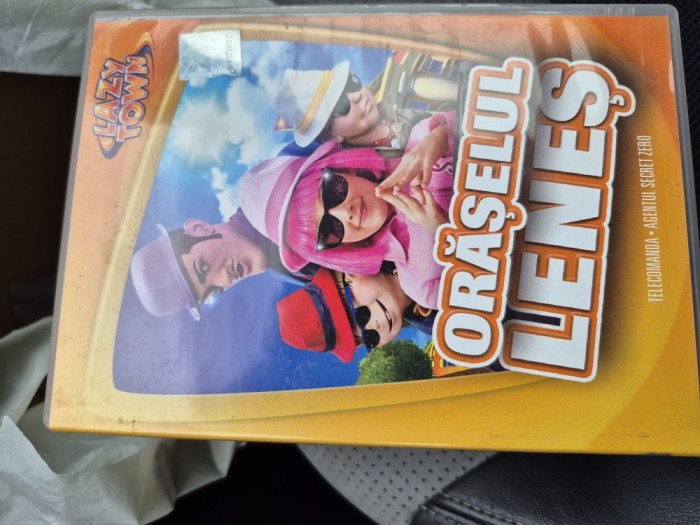 LAZY
TOWN
ORĂȘELUL
LENEȘ
TELECOMANDA • AGENTUL SECRET ZERO